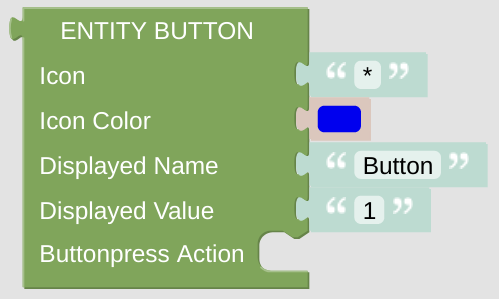 ENTITY BUTTON
Icon “ * ”
Icon Color
Displayed Name “ Button ”
Displayed Value “ 1 ”
Buttonpress Action